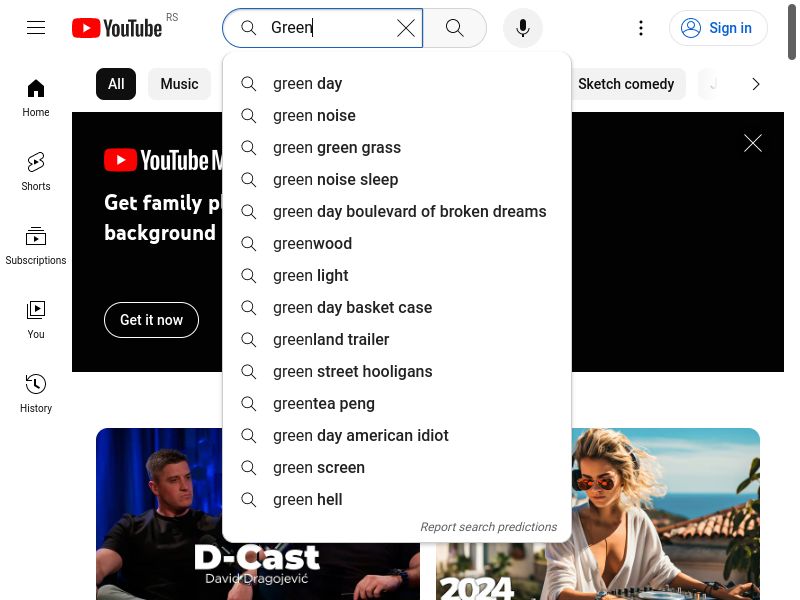 YouTube RS
Green
Sign in
All
Music
Sketch comedy
Home
Shorts
Subscriptions
You
History
YouTube M
Get family pl
background
Get it now
green day
green noise
green green grass
green noise sleep
green day boulevard of broken dreams
greenwood
green light
green day basket case
greenland trailer
green street hooligans
greentea peng
green day american idiot
green screen
green hell
Report search predictions
D-Cast
David Dragojević
2024